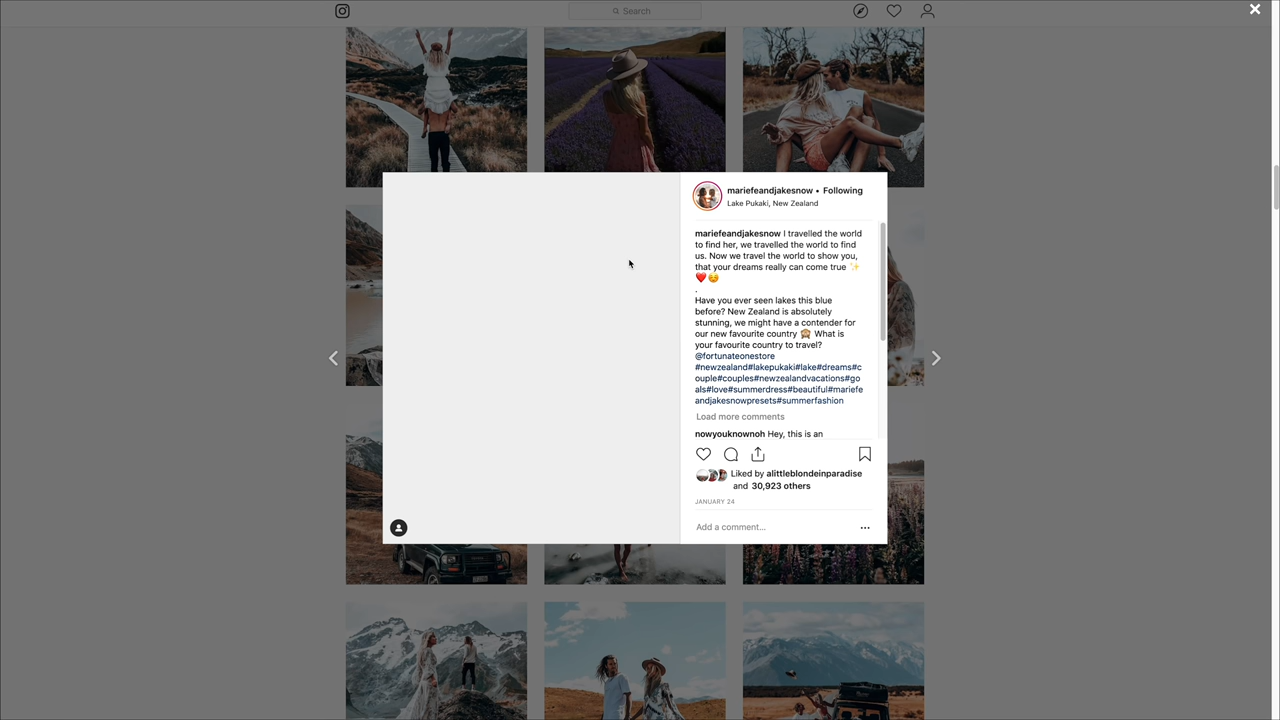 Search
mariefeandjakesnow • Following
Lake Pukaki, New Zealand
mariefeandjakesnow I travelled the world
to find her, we travelled the world to find
us. Now we travel the world to show you,
that your dreams really can come true ✨
❤️☺️
.
Have you ever seen lakes this blue
before? New Zealand is absolutely
stunning, we might have a contender for
our new favourite country 🙈 What is
your favourite country to travel?
@fortunateonestore
#newzealand#lakepukaki#lake#dreams#c
ouple#couples#newzealandvacations#go
als#love#summerdress#beautiful#mariefe
andjakesnowpresets#summerfashion
Load more comments
nowyouknownoh Hey, this is an
Liked by alittleblondeinparadise
and 30,923 others
JANUARY 24
Add a comment...